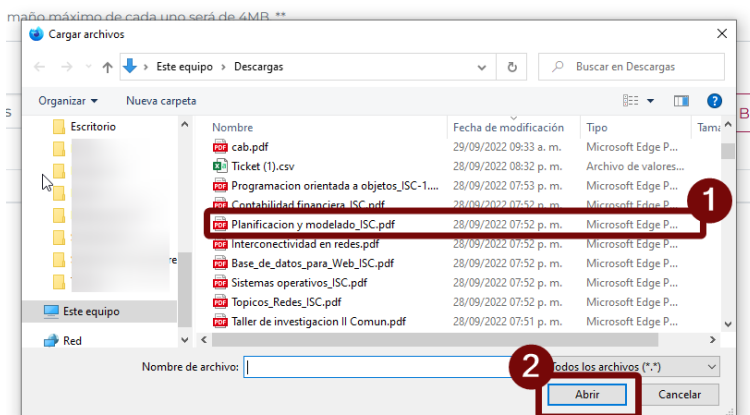 maño máximo de cada uno será de 4MB. **
Cargar archivos
Este equipo > Descargas
Buscar en Descargas
Organizar
Nueva carpeta
S
B
Escritorio
re
Este equipo
Red
Nombre Fecha de modificación Tipo Tama
cab.pdf 29/09/2022 09:33 a. m. Microsoft Edge P...
Ticket (1).csv 28/09/2022 08:32 p. m. Archivo de valores...
Programacion orientada a objetos_ISC-1.... 28/09/2022 07:53 p. m. Microsoft Edge P...
Contabilidad financiera_ISC.pdf 28/09/2022 07:52 p. m. Microsoft Edge P...
Planificacion y modelado_ISC.pdf 28/09/2022 07:52 p. m. Microsoft Edge P...
1
Interconectividad en redes.pdf 28/09/2022 07:52 p. m. Microsoft Edge P...
Base_de_datos_para_Web_ISC.pdf 28/09/2022 07:52 p. m. Microsoft Edge P...
Sistemas operativos_ISC.pdf 28/09/2022 07:52 p. m. Microsoft Edge P...
Topicos_Redes_ISC.pdf 28/09/2022 07:52 p. m. Microsoft Edge P...
Taller de investigacion II Comun.pdf 28/09/2022 07:51 p. m. Microsoft Edge P...
Nombre de archivo:
2
Todos los archivos (*.*)
Abrir
Cancelar